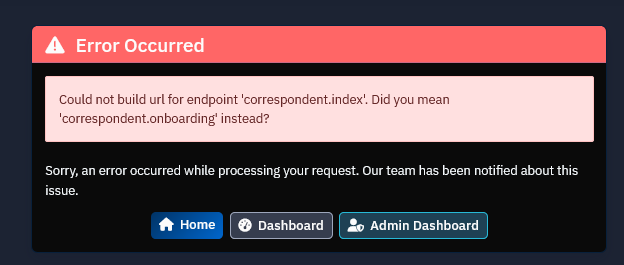 Error Occurred
Could not build url for endpoint 'correspondent.index'. Did you mean
'correspondent.onboarding' instead?
Sorry, an error occurred while processing your request. Our team has been notified about this
issue.
Home Dashboard Admin Dashboard